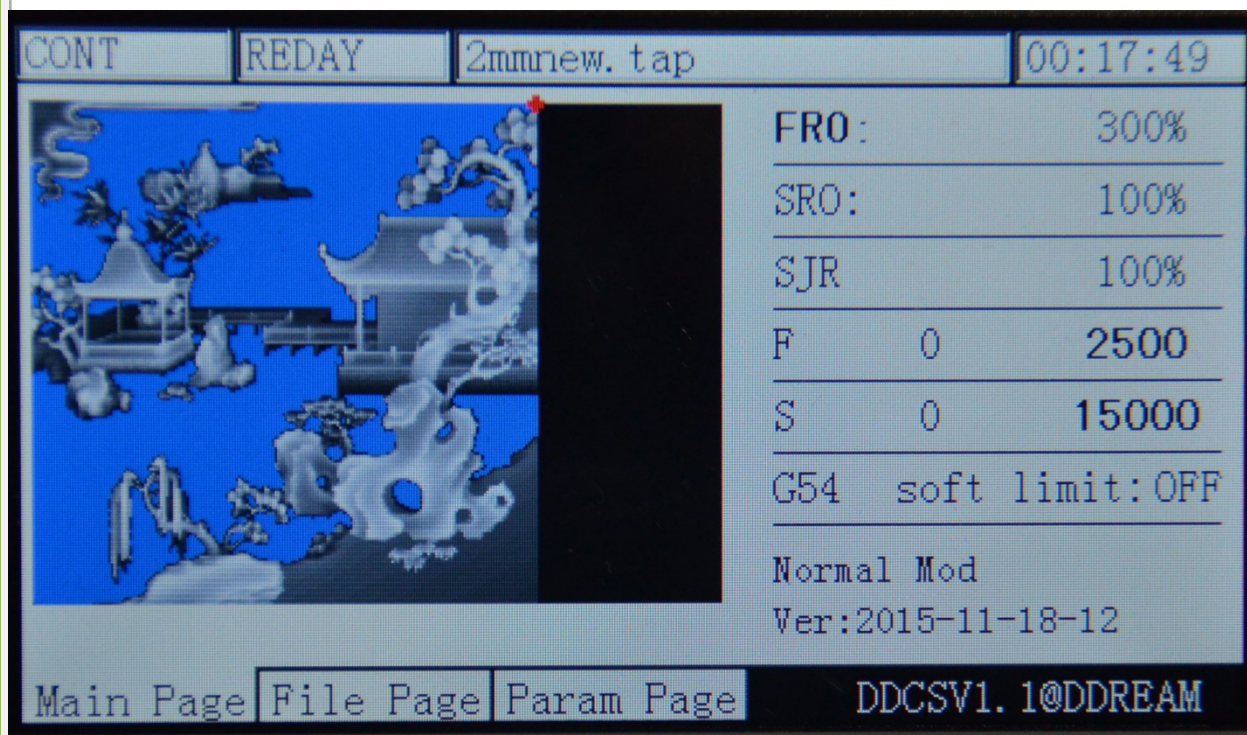 CONT REDAY 2mmnew.tap 00:17:49
FRO: 300%
SRO: 100%
SJR 100%
F 0 2500
S 0 15000
G54 soft limit:OFF
Normal Mod
Ver:2015-11-18-12
Main Page File Page Param Page DDCSV1.1@DDREAM